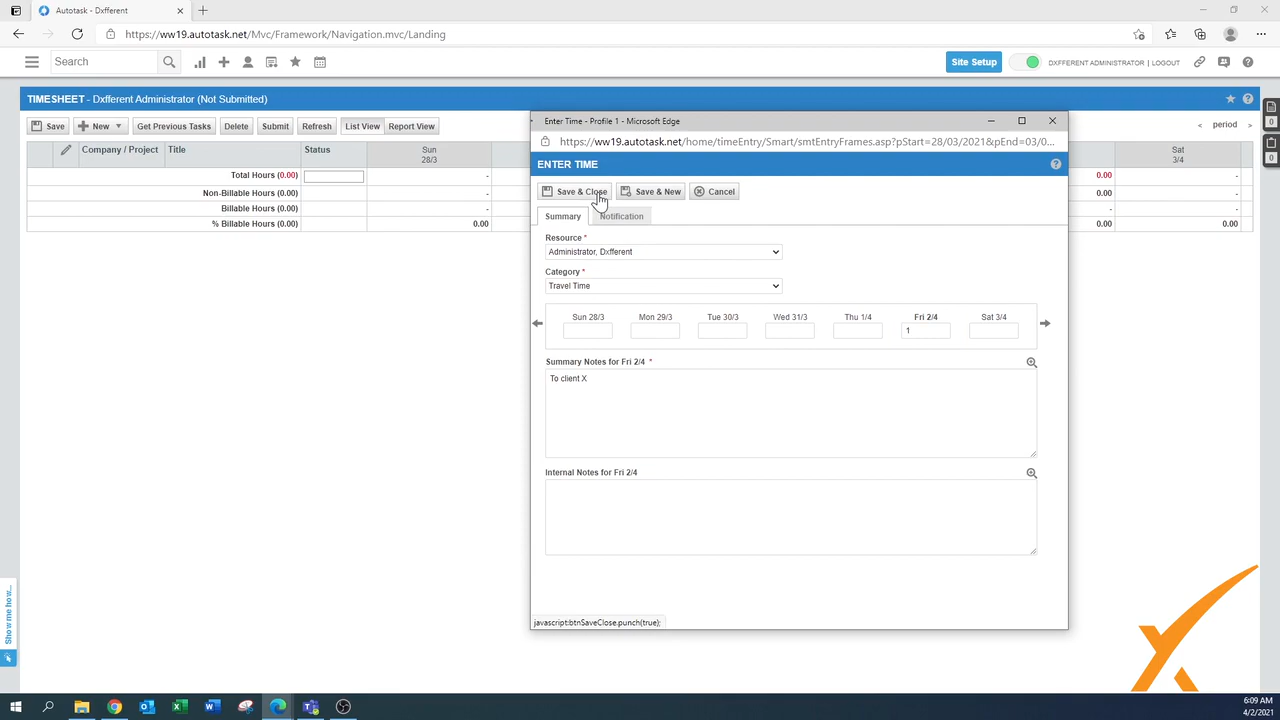 Autotask - Dxfferent
https://ww19.autotask.net/Mvc/Framework/Navigation.mvc/Landing
Search
Site Setup
DXFFERENT ADMINISTRATOR | LOGOUT
TIMESHEET - Dxfferent Administrator (Not Submitted)
0
0
Save
New
Get Previous Tasks
Delete
Submit
Refresh
List View
Report View
< period >
Company / Project
Title
Status
Sun
28/3
Sat
3/4
Total Hours (0.00)
-
0.00
-
Non-Billable Hours (0.00)
-
0.00
-
Billable Hours (0.00)
-
-
-
% Billable Hours (0.00)
0.00
0.00
0.00
Enter Time - Profile 1 - Microsoft Edge
https://ww19.autotask.net/home/timeEntry/Smart/smtEntryFrames.asp?pStart=28/03/2021&pEnd=03/0...
ENTER TIME
Save & Close
Save & New
Cancel
Summary
Notification
Resource *
Administrator, Dxfferent
Category *
Travel Time
Sun 28/3
Mon 29/3
Tue 30/3
Wed 31/3
Thu 1/4
Fri 2/4
Sat 3/4
1
Summary Notes for Fri 2/4 *
To client X
Internal Notes for Fri 2/4
javascript:btnSaveClose.punch(true);
Show me how...
6:09 AM
4/2/2021